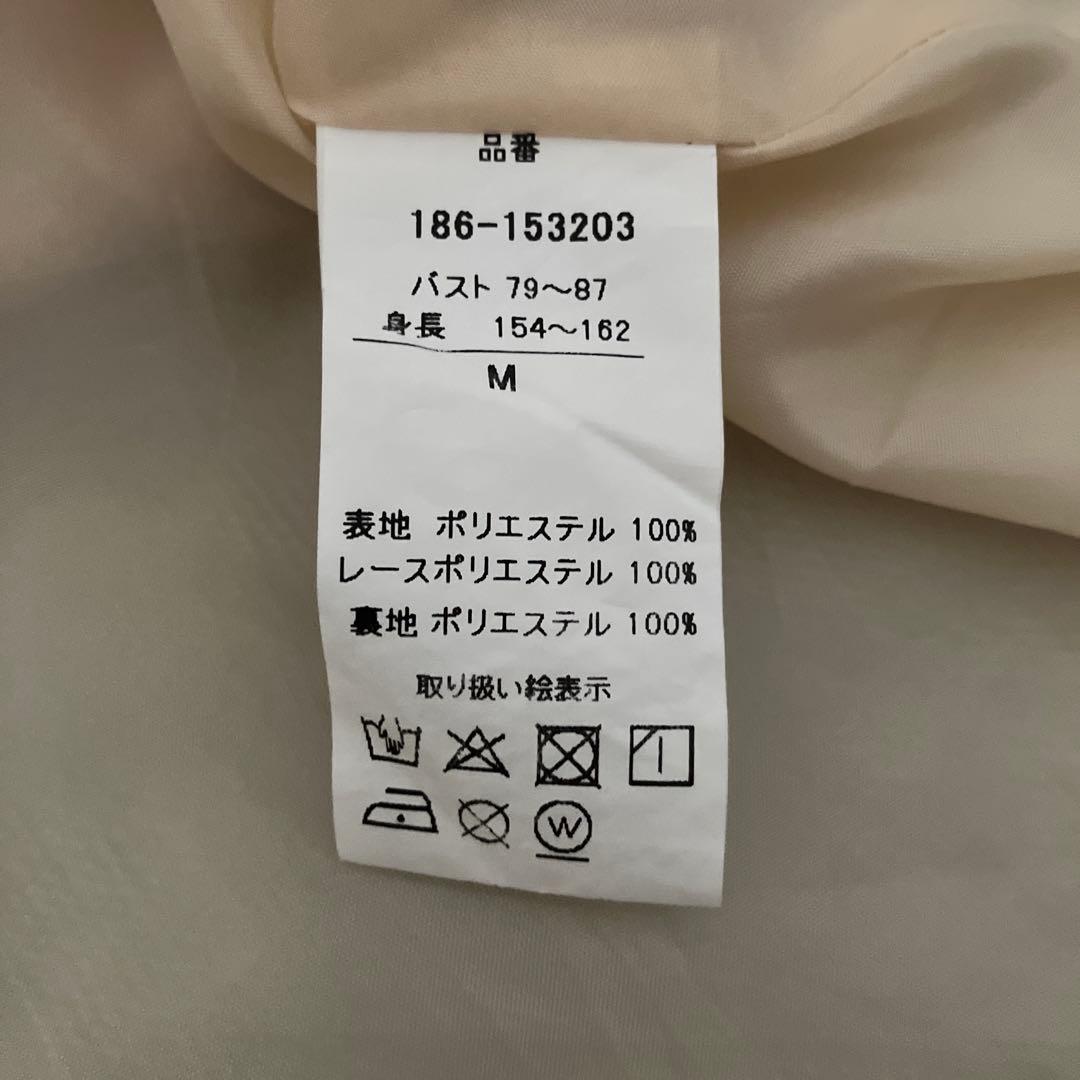 品番
186-153203
バスト 79～87
身長 154～162
M
表地 ポリエステル 100%
レースポリエステル 100%
裏地 ポリエステル 100%
取り扱い絵表示
W